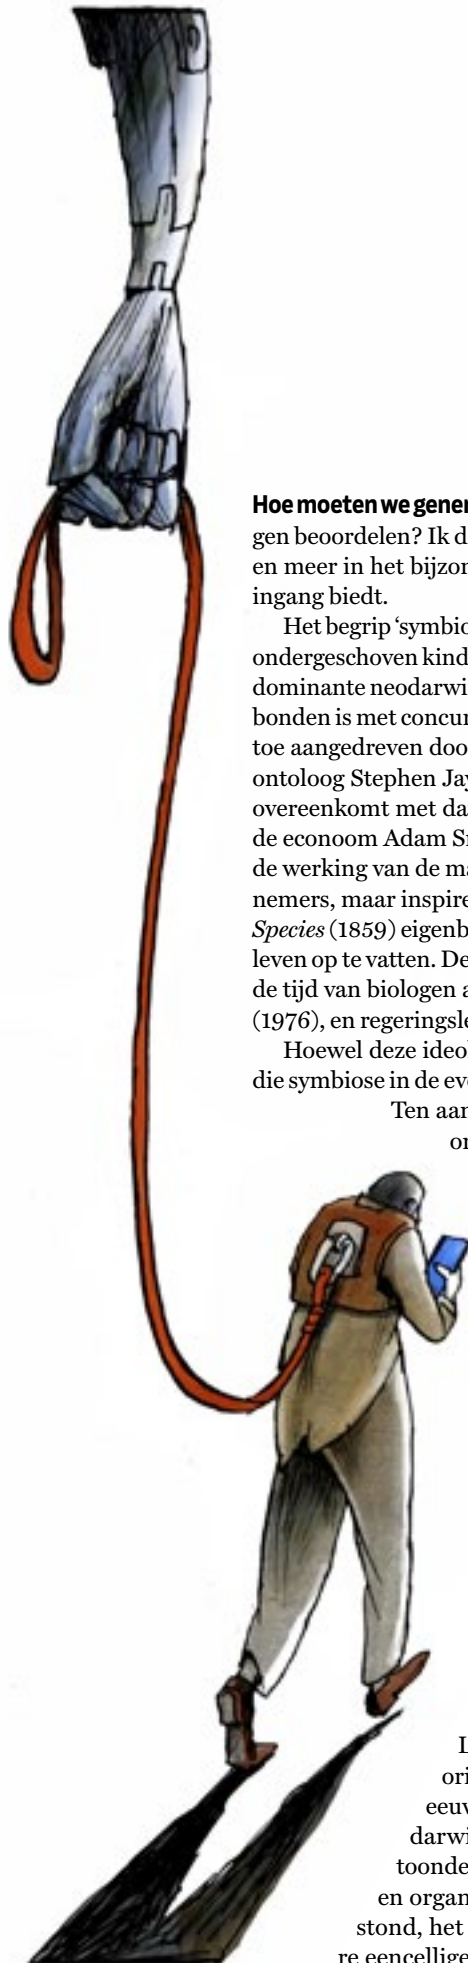 Hoe moeten we gener
gen beoordelen? Ik d
en meer in het bijzon
ingang biedt.
Het begrip ‘symbio
ondergeschoven kind
dominante neodarwi
bonden is met concur
toe aangedreven doo
ontoloog Stephen Jay
overeenkomt met da
de econoom Adam Sm
de werking van de ma
nemers, maar inspire
Species (1859) eigenb
leven op te vatten. De
de tijd van biologen a
(1976), en regeringsle
Hoewel deze ideol
die symbiose in de evo
Ten aan
on
L
ori
eeuw
darwi
toonde
en organ
stond, het
re eencellige